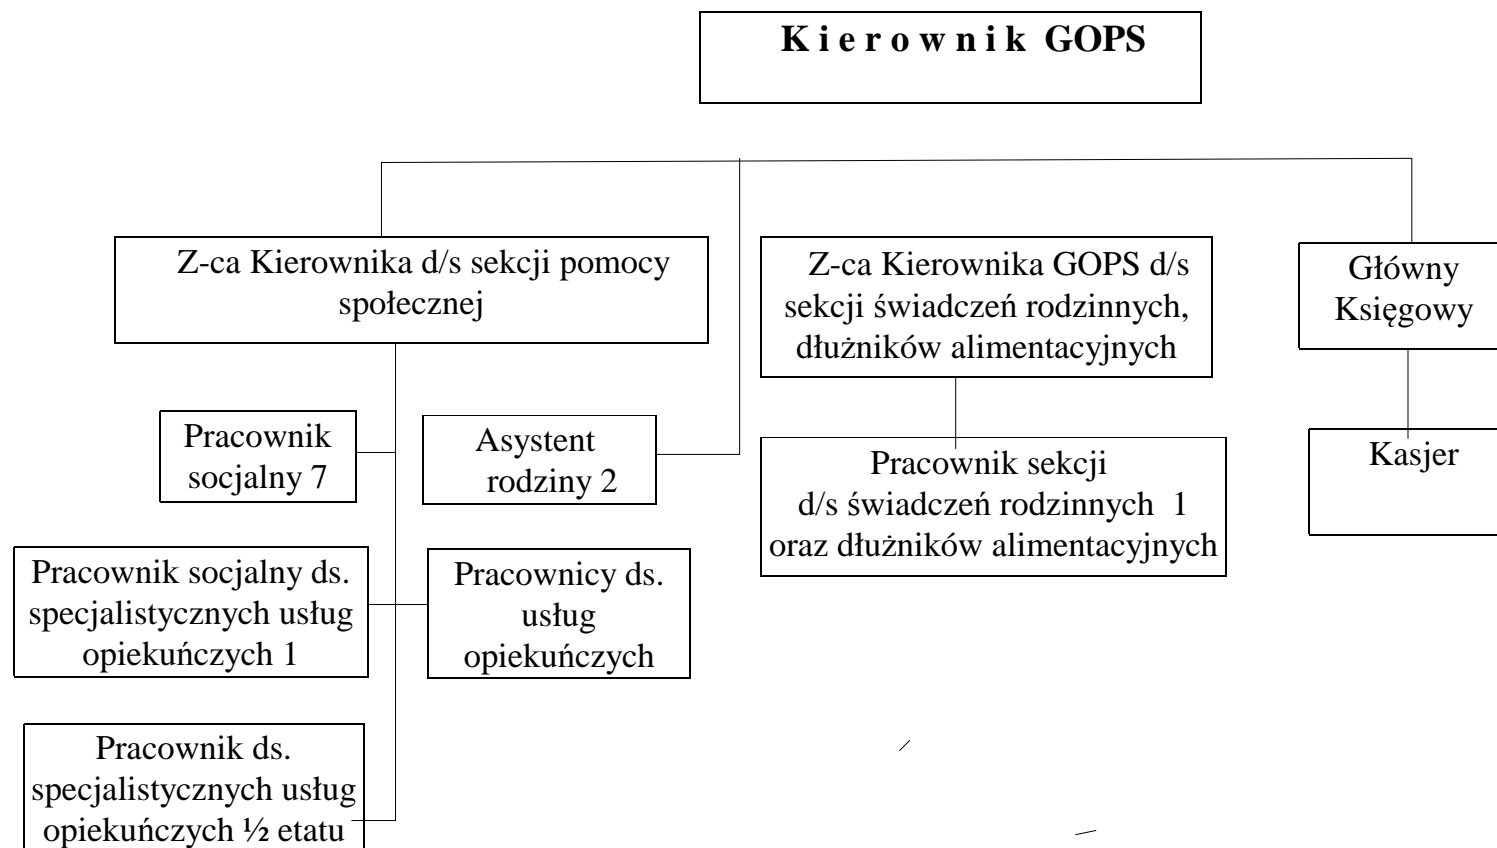 K i e r o w n i k GOPS
Z-ca Kierownika d/s sekcji pomocy
społecznej
Z-ca Kierownika GOPS d/s
sekcji świadczeń rodzinnych,
dłużników alimentacyjnych
Główny
Księgowy
Pracownik
socjalny 7
Asystent
rodziny 2
Pracownik sekcji
d/s świadczeń rodzinnych 1
oraz dłużników alimentacyjnych
Kasjer
Pracownik socjalny ds.
specjalistycznych usług
opiekuńczych 1
Pracownicy ds.
usług
opiekuńczych
Pracownik ds.
specjalistycznych usług
opiekuńczych ½ etatu